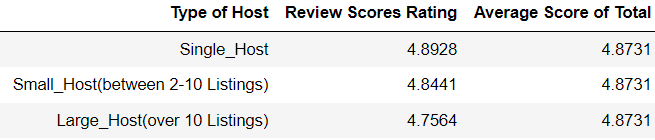 Type of Host Review Scores Rating Average Score of Total
Single_Host 4.8928 4.8731
Small_Host(between 2-10 Listings) 4.8441 4.8731
Large_Host(over 10 Listings) 4.7564 4.8731